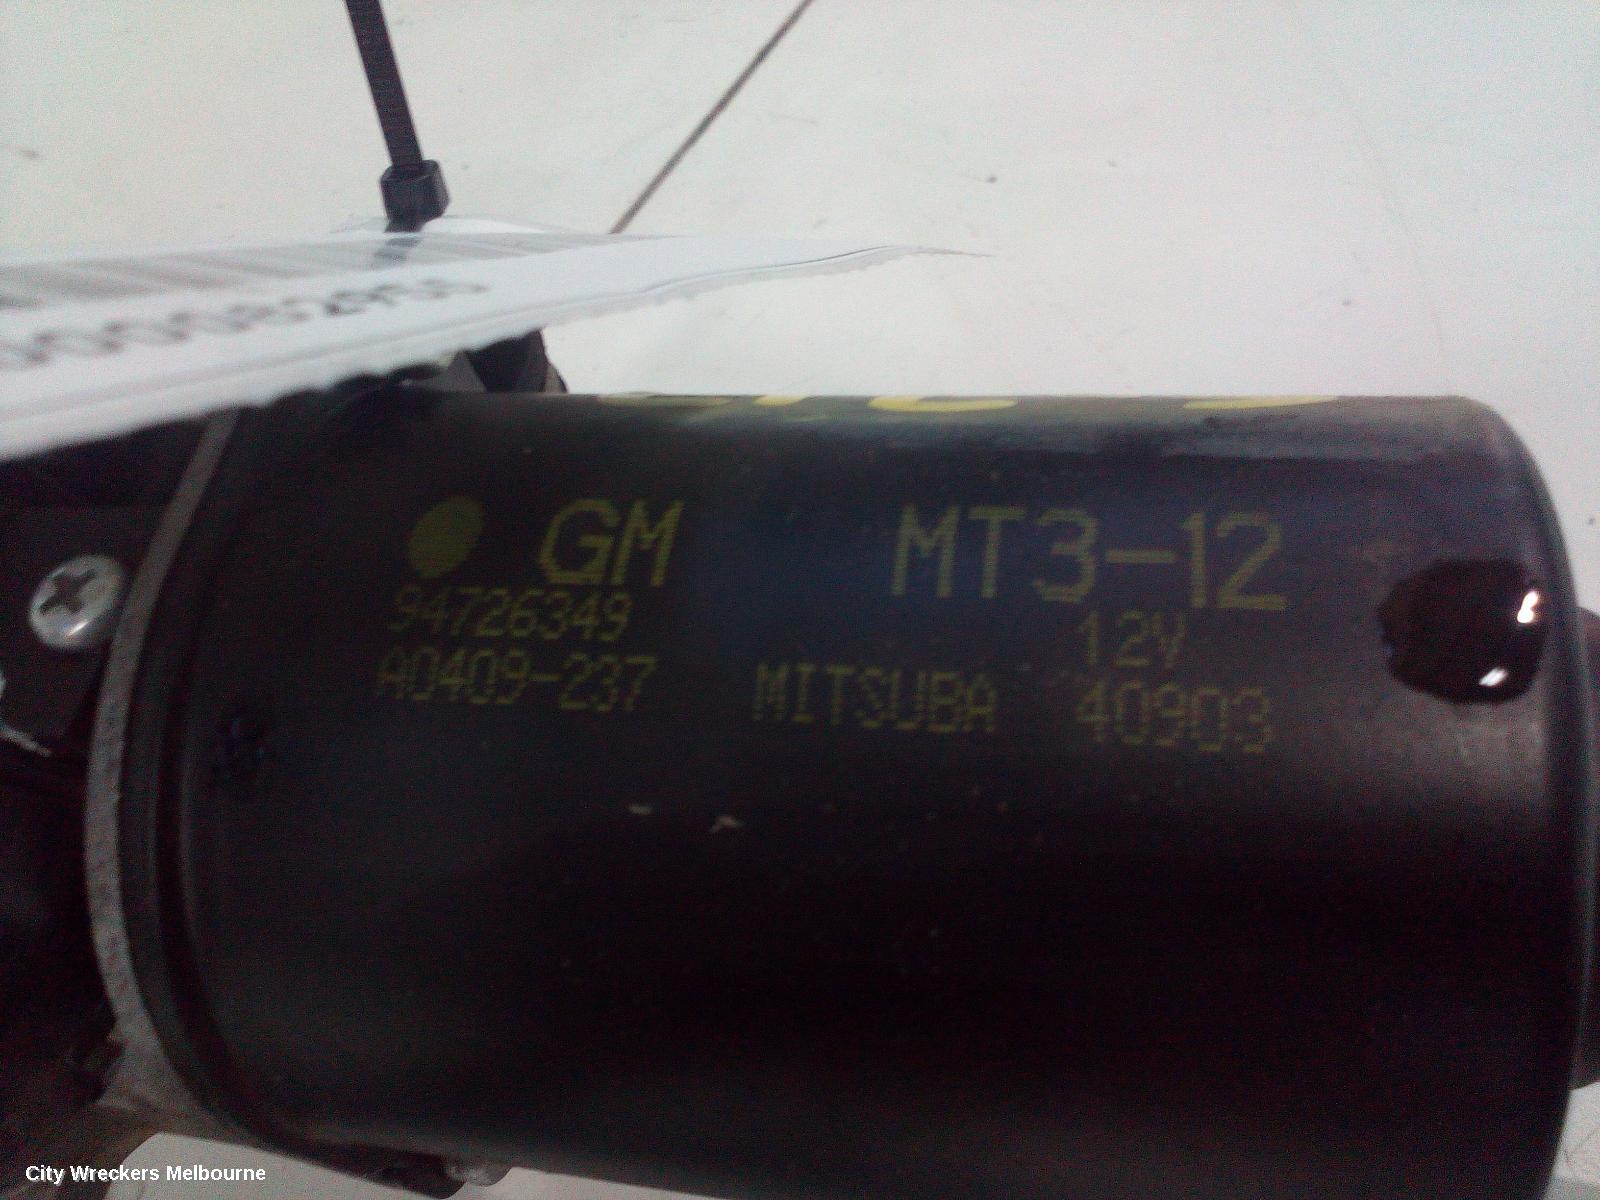 GM MT3-12
94726349 12V
A0409-237 MITSUBA 40903
City Wreckers Melbourne